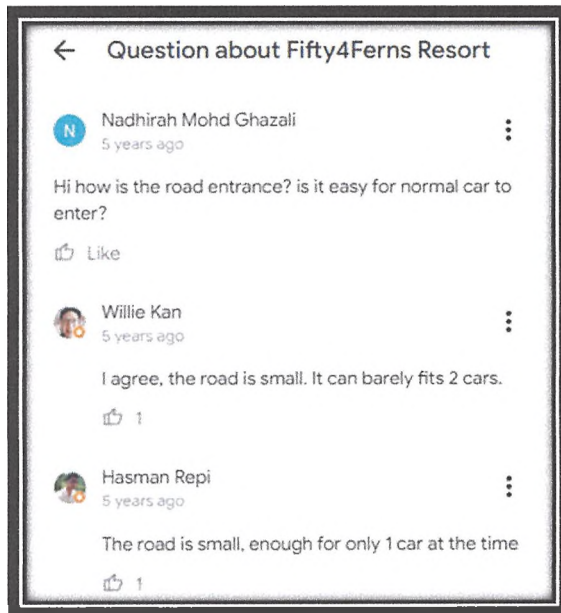 Question about Fifty4Ferns Resort
N
Nadhirah Mohd Ghazali
5 years ago
Hi how is the road entrance? is it easy for normal car to
enter?
Like
Willie Kan
5 years ago
I agree, the road is small. It can barely fits 2 cars.
1
Hasman Repi
5 years ago
The road is small, enough for only 1 car at the time
1